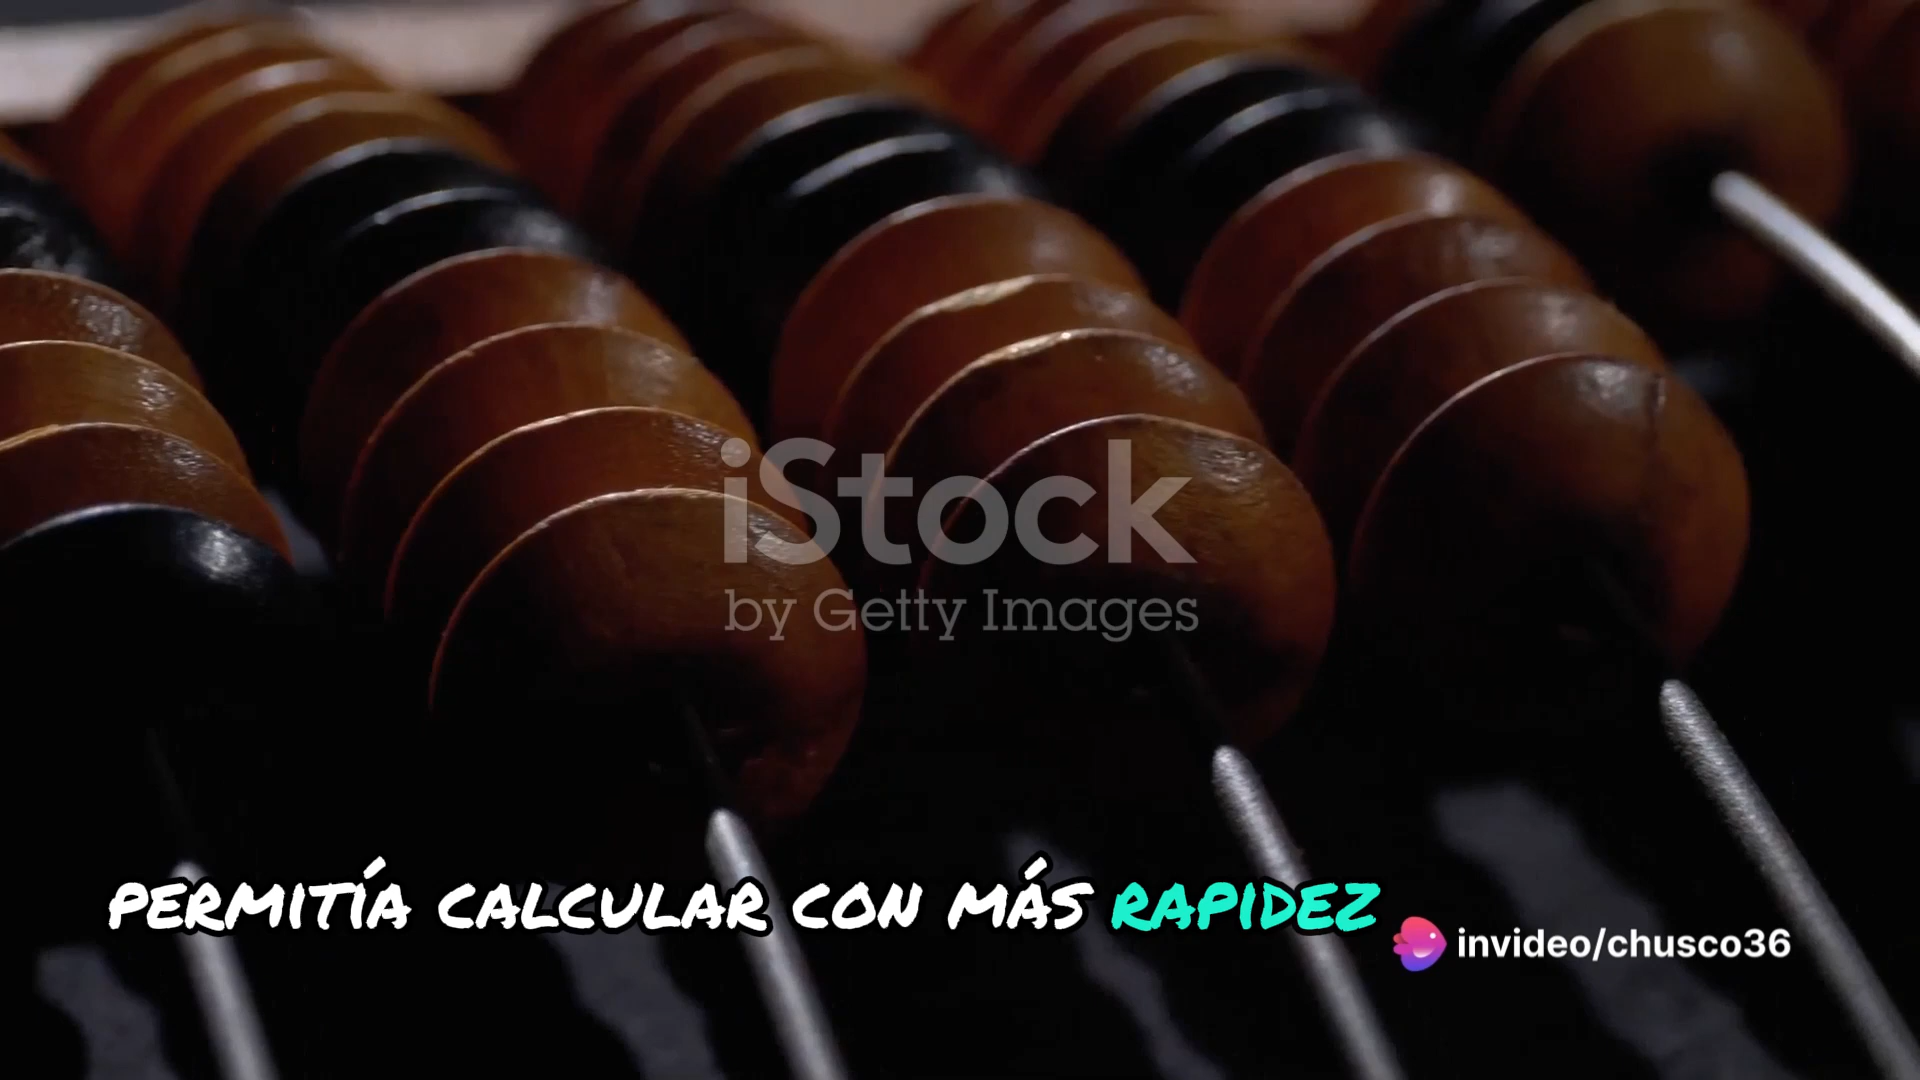 iStock
by Getty Images
PERMITÍA CALCULAR CON MÁS RAPIDEZ
invideo/chusco36